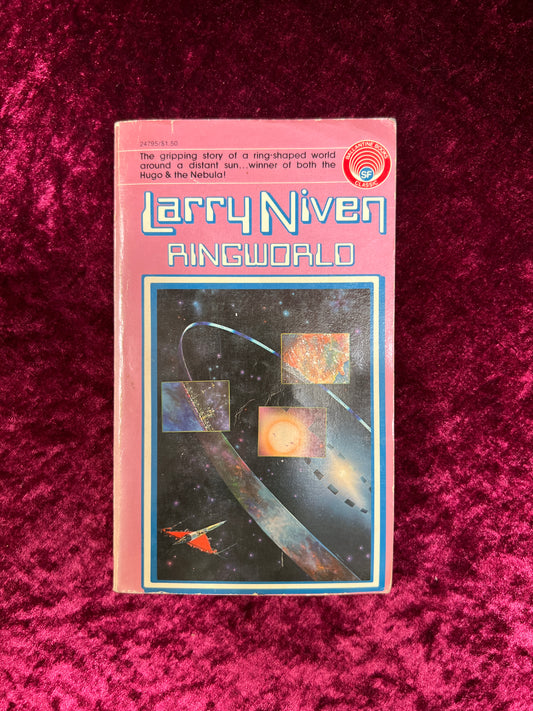 24795/$1.50
The gripping story of a ring-shaped world
around a distant sun...winner of both the
Hugo & the Nebula!
BALLANTINE BOOKS
SF
CLASSIC
Larry Niven
RINGWORLD